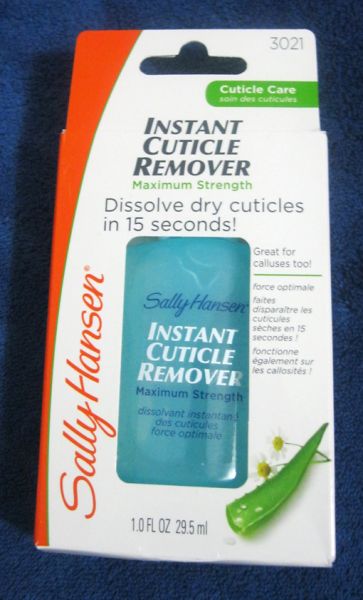 3021
Cuticle Care
soin des cuticules
INSTANT
CUTICLE
REMOVER
Maximum Strength
Dissolve dry cuticles
in 15 seconds!
Great for
calluses too!
force optimale
faites
disparaître les
cuticules
sèches en 15
secondes !
fonctionne
également sur
les callosités !
Sally Hansen®
Sally Hansen®
INSTANT
CUTICLE
REMOVER
Maximum Strength
dissolvant instantané
des cuticules
force optimale
1.0 FL OZ 29.5 ml